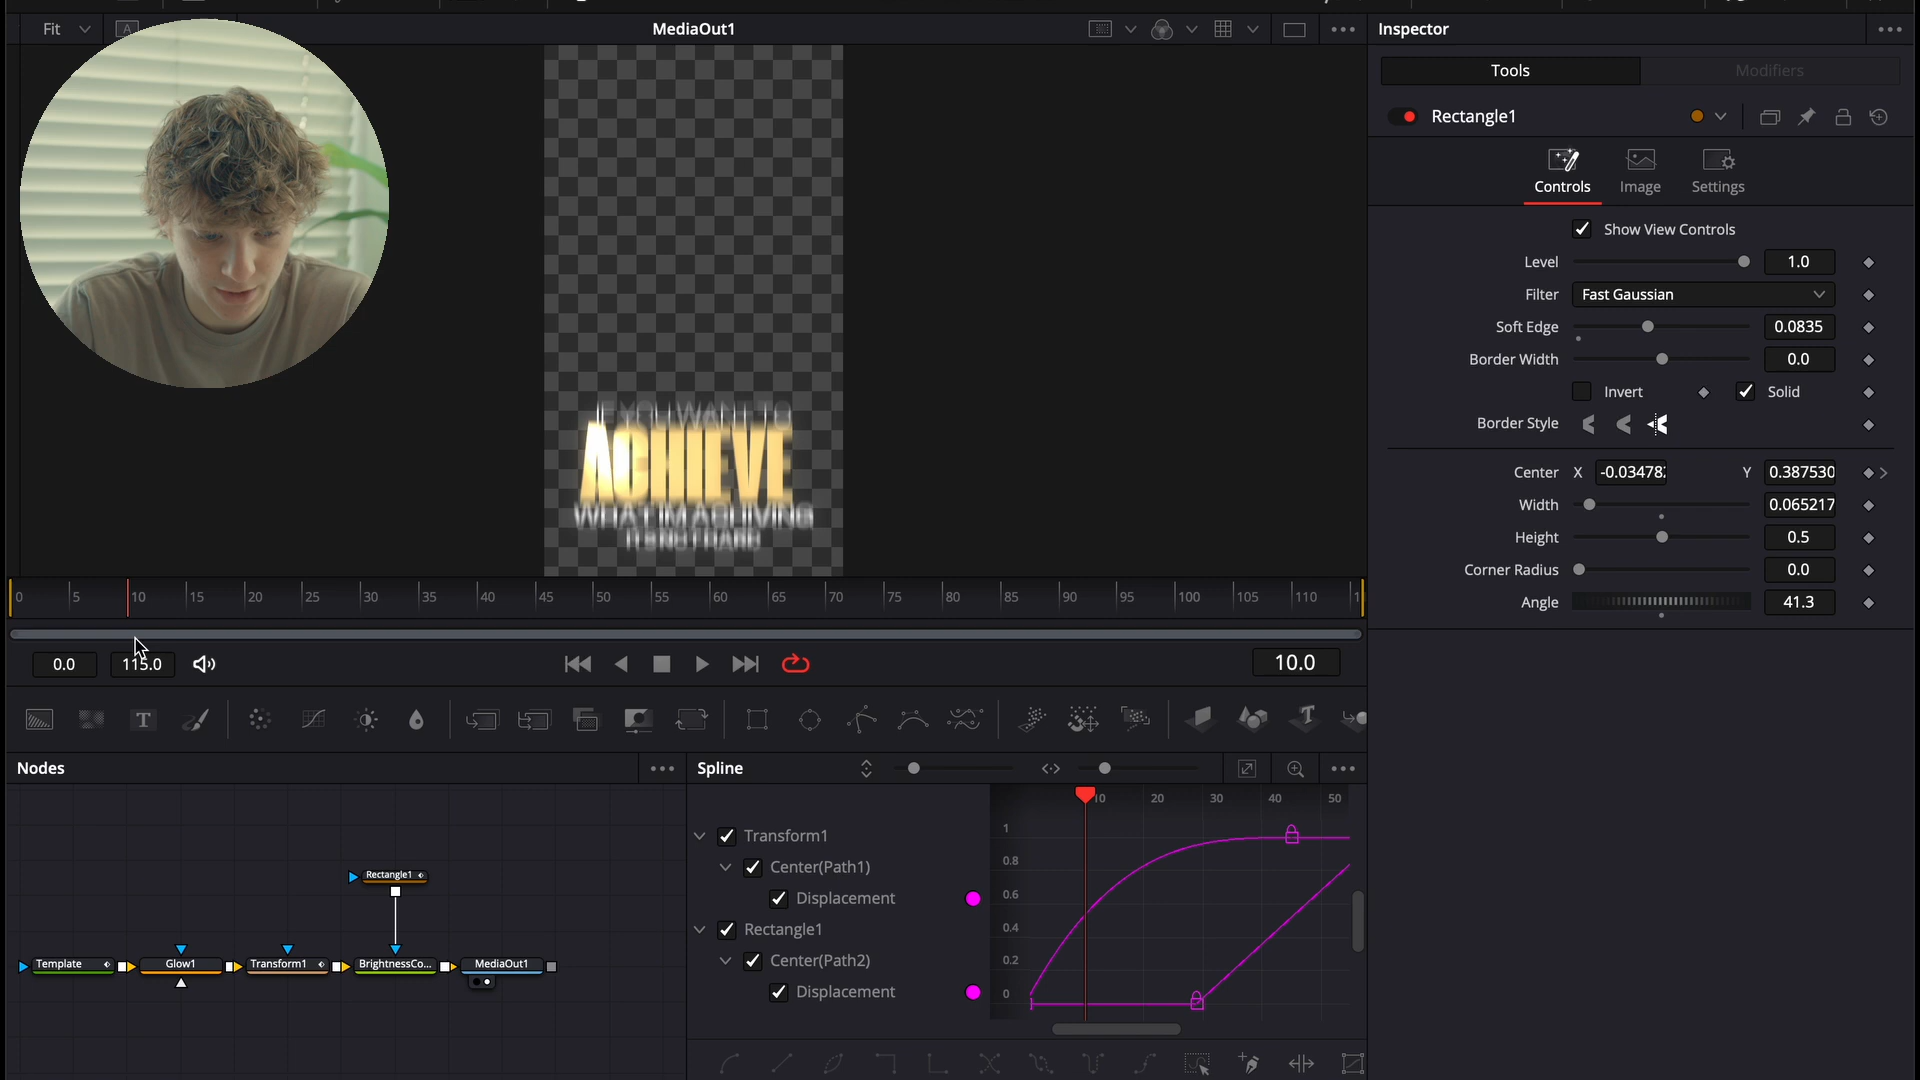 Fit
A
MediaOut1
Inspector
Tools
Modifiers
Rectangle1
Controls
Image
Settings
Show View Controls
Level 1.0
Filter Fast Gaussian
Soft Edge 0.0835
Border Width 0.0
Invert Solid
Border Style
Center X -0.03478 Y 0.387530
Width 0.065217
Height 0.5
Corner Radius 0.0
Angle 41.3
IF YOU WANT TO
ACHIEVE
0 5 10 15 20 25 30 35 40 45 50 55 60 65 70 75 80 85 90 95 100 105 110
0.0 115.0 10.0
T
Nodes
Spline
Rectangle1
Template
Glow1
Transform1
BrightnessCo...
MediaOut1
Transform1
Center(Path1)
Displacement
Rectangle1
Center(Path2)
Displacement
10 20 30 40 50
1
0.8
0.6
0.4
0.2
0